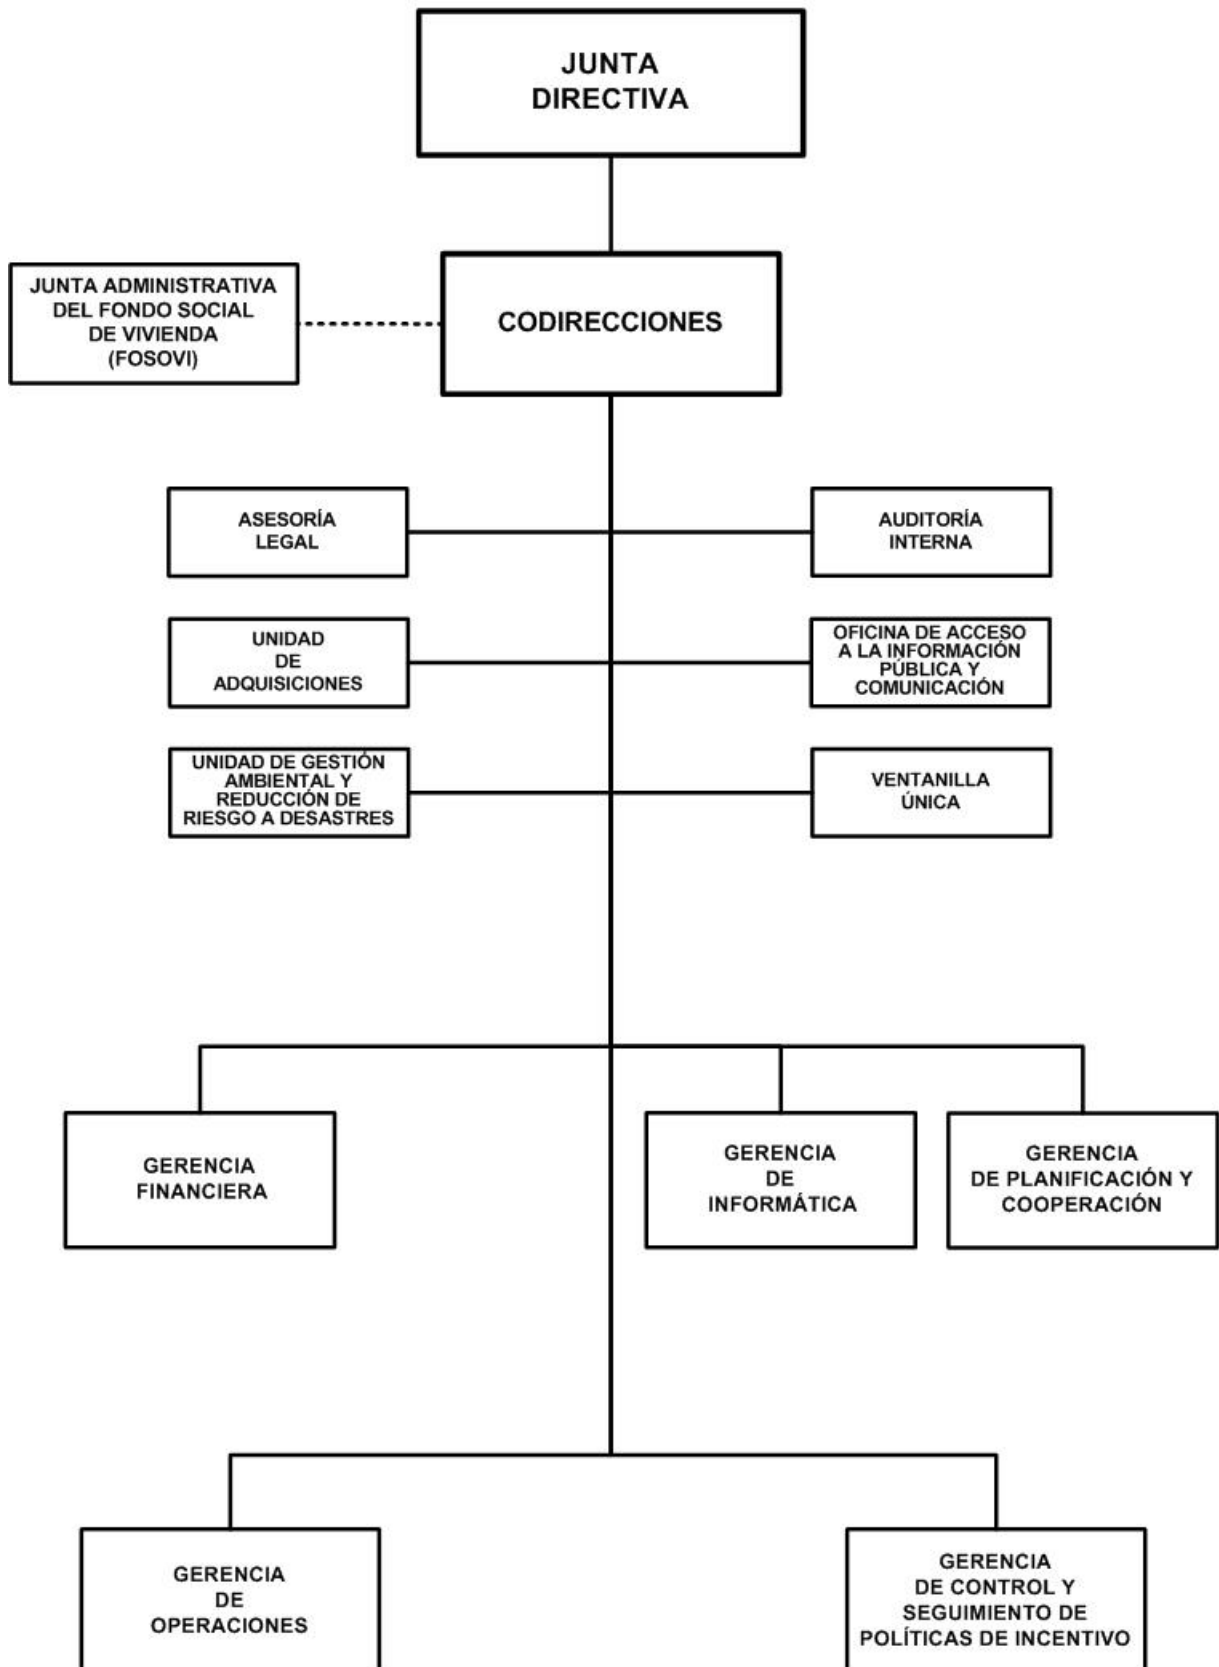 JUNTA
DIRECTIVA
JUNTA ADMINISTRATIVA
DEL FONDO SOCIAL
DE VIVIENDA
(FOSOVI)
CODIRECCIONES
ASESORÍA
LEGAL
AUDITORÍA
INTERNA
UNIDAD
DE
ADQUISICIONES
OFICINA DE ACCESO
A LA INFORMACIÓN
PÚBLICA Y
COMUNICACIÓN
UNIDAD DE GESTIÓN
AMBIENTAL Y
REDUCCIÓN DE
RIESGO A DESASTRES
VENTANILLA
ÚNICA
GERENCIA
FINANCIERA
GERENCIA
DE
INFORMÁTICA
GERENCIA
DE PLANIFICACIÓN Y
COOPERACIÓN
GERENCIA
DE
OPERACIONES
GERENCIA
DE CONTROL Y
SEGUIMIENTO DE
POLÍTICAS DE INCENTIVO